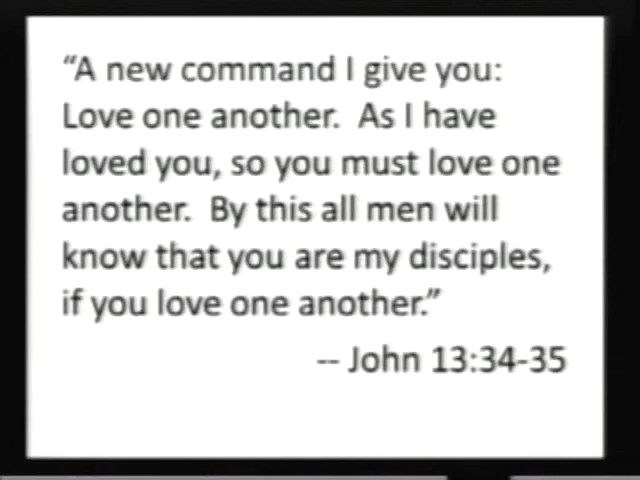 “A new command I give you:
Love one another.  As I have
loved you, so you must love one
another.  By this all men will
know that you are my disciples,
if you love one another.”
-- John 13:34-35